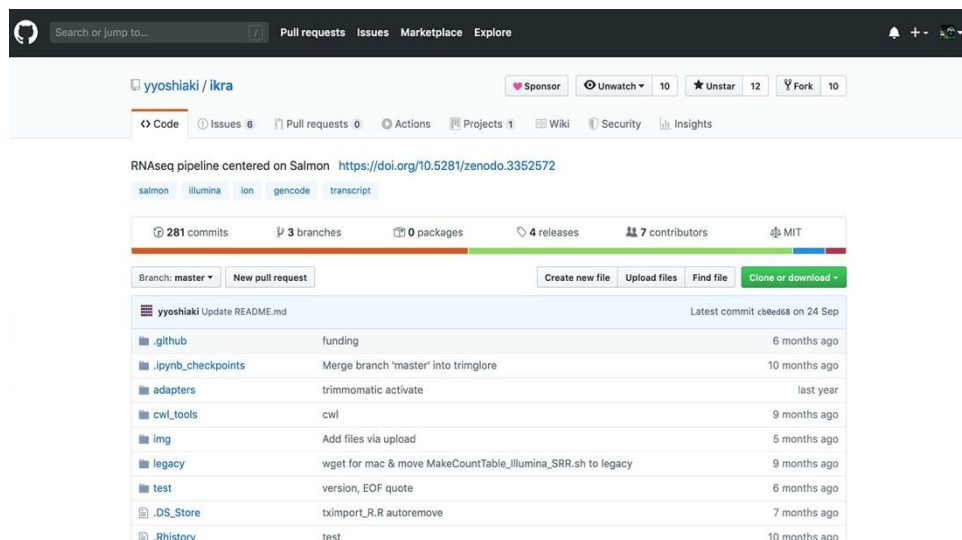 Search or jump to... / Pull requests Issues Marketplace Explore
yyoshiaki / ikra Sponsor Unwatch 10 Unstar 12 Fork 10
Code Issues 6 Pull requests 0 Actions Projects 1 Wiki Security Insights
RNAseq pipeline centered on Salmon https://doi.org/10.5281/zenodo.3352572
salmon illumina ion gencode transcript
281 commits 3 branches 0 packages 4 releases 7 contributors MIT
Branch: master New pull request Create new file Upload files Find file Clone or download
yyoshiaki Update README.md Latest commit cb0ed68 on 24 Sep
.github funding 6 months ago
.ipynb_checkpoints Merge branch 'master' into trimglore 10 months ago
adapters trimmomatic activate last year
cwl_tools cwl 9 months ago
img Add files via upload 5 months ago
legacy wget for mac & move MakeCountTable_Illumina_SRR.sh to legacy 9 months ago
test version, EOF quote 6 months ago
.DS_Store tximport_R.R autoremove 7 months ago
.Rhistory test 10 months ago